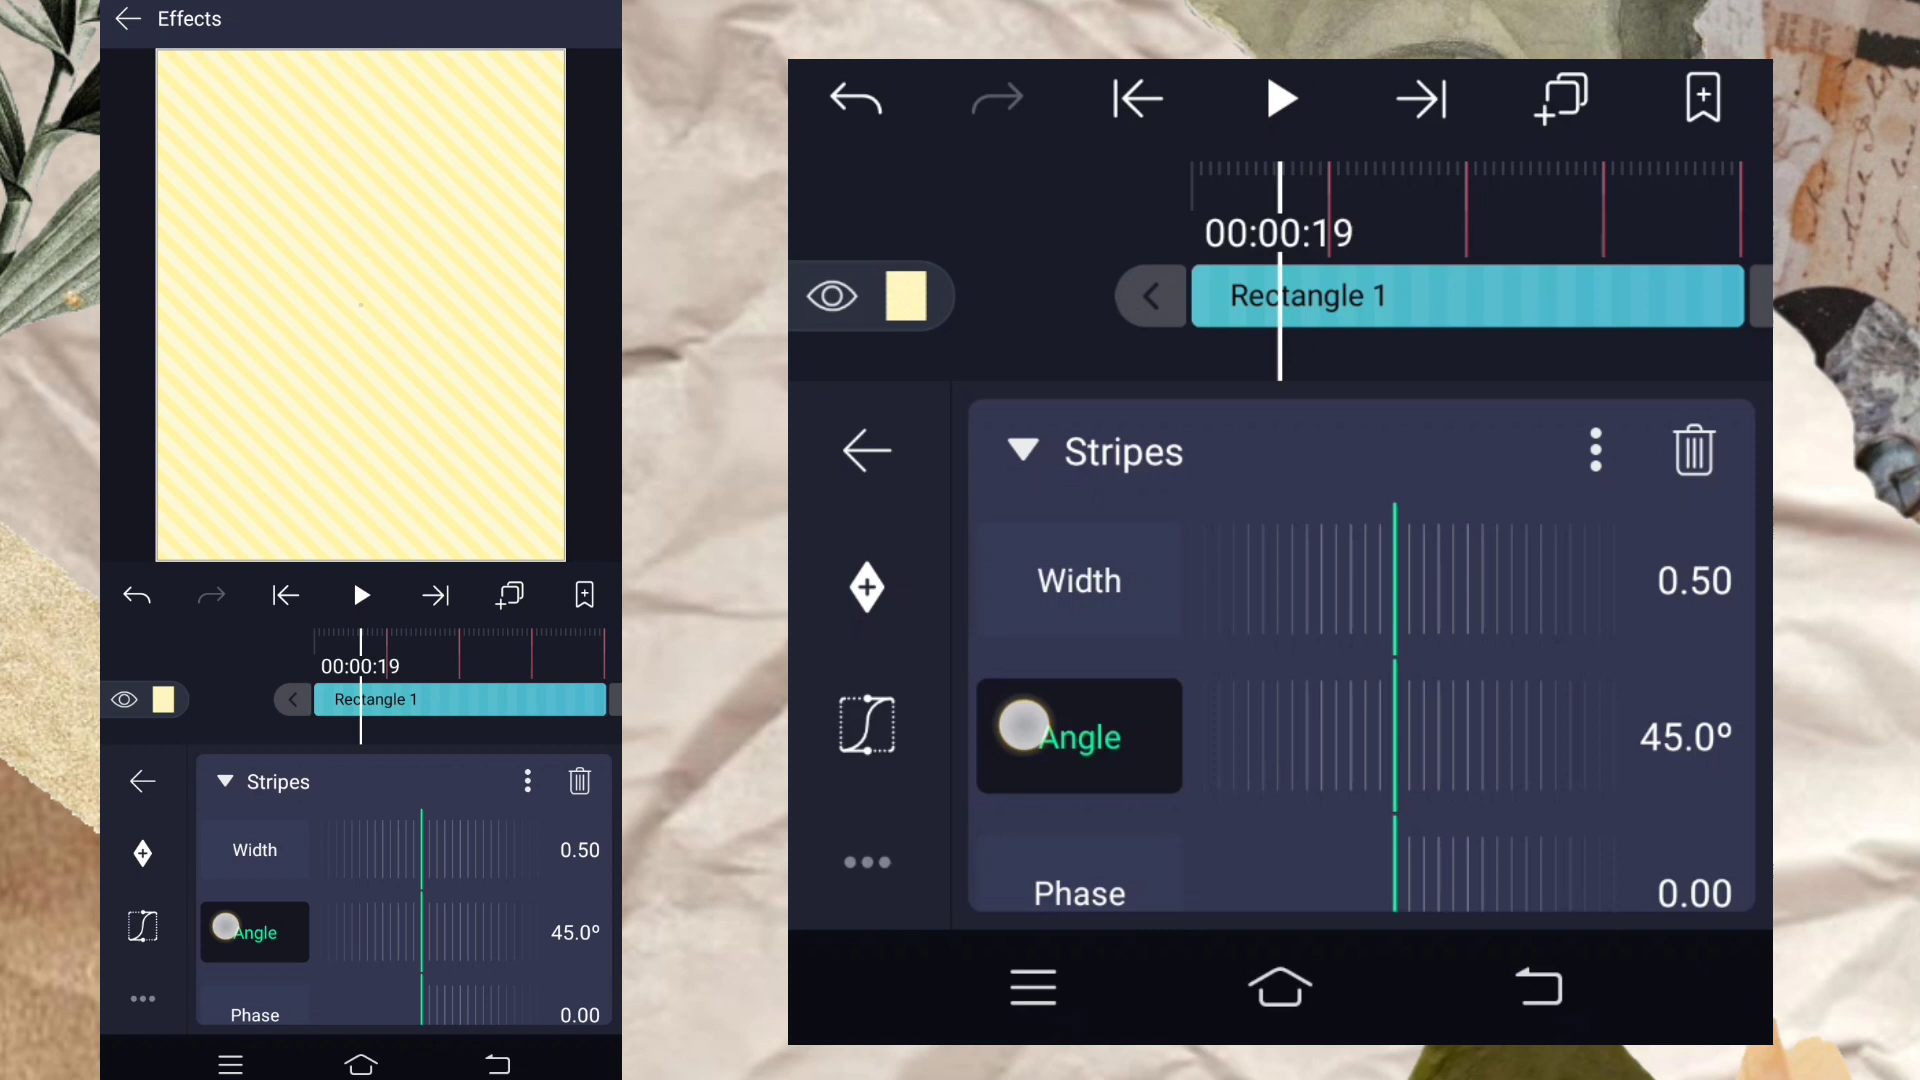 Effects
00:00:19
Rectangle 1
Stripes
Width
0.50
Angle
45.0º
Phase
0.00
00:00:19
Rectangle 1
Stripes
Width
0.50
Angle
45.0º
Phase
0.00